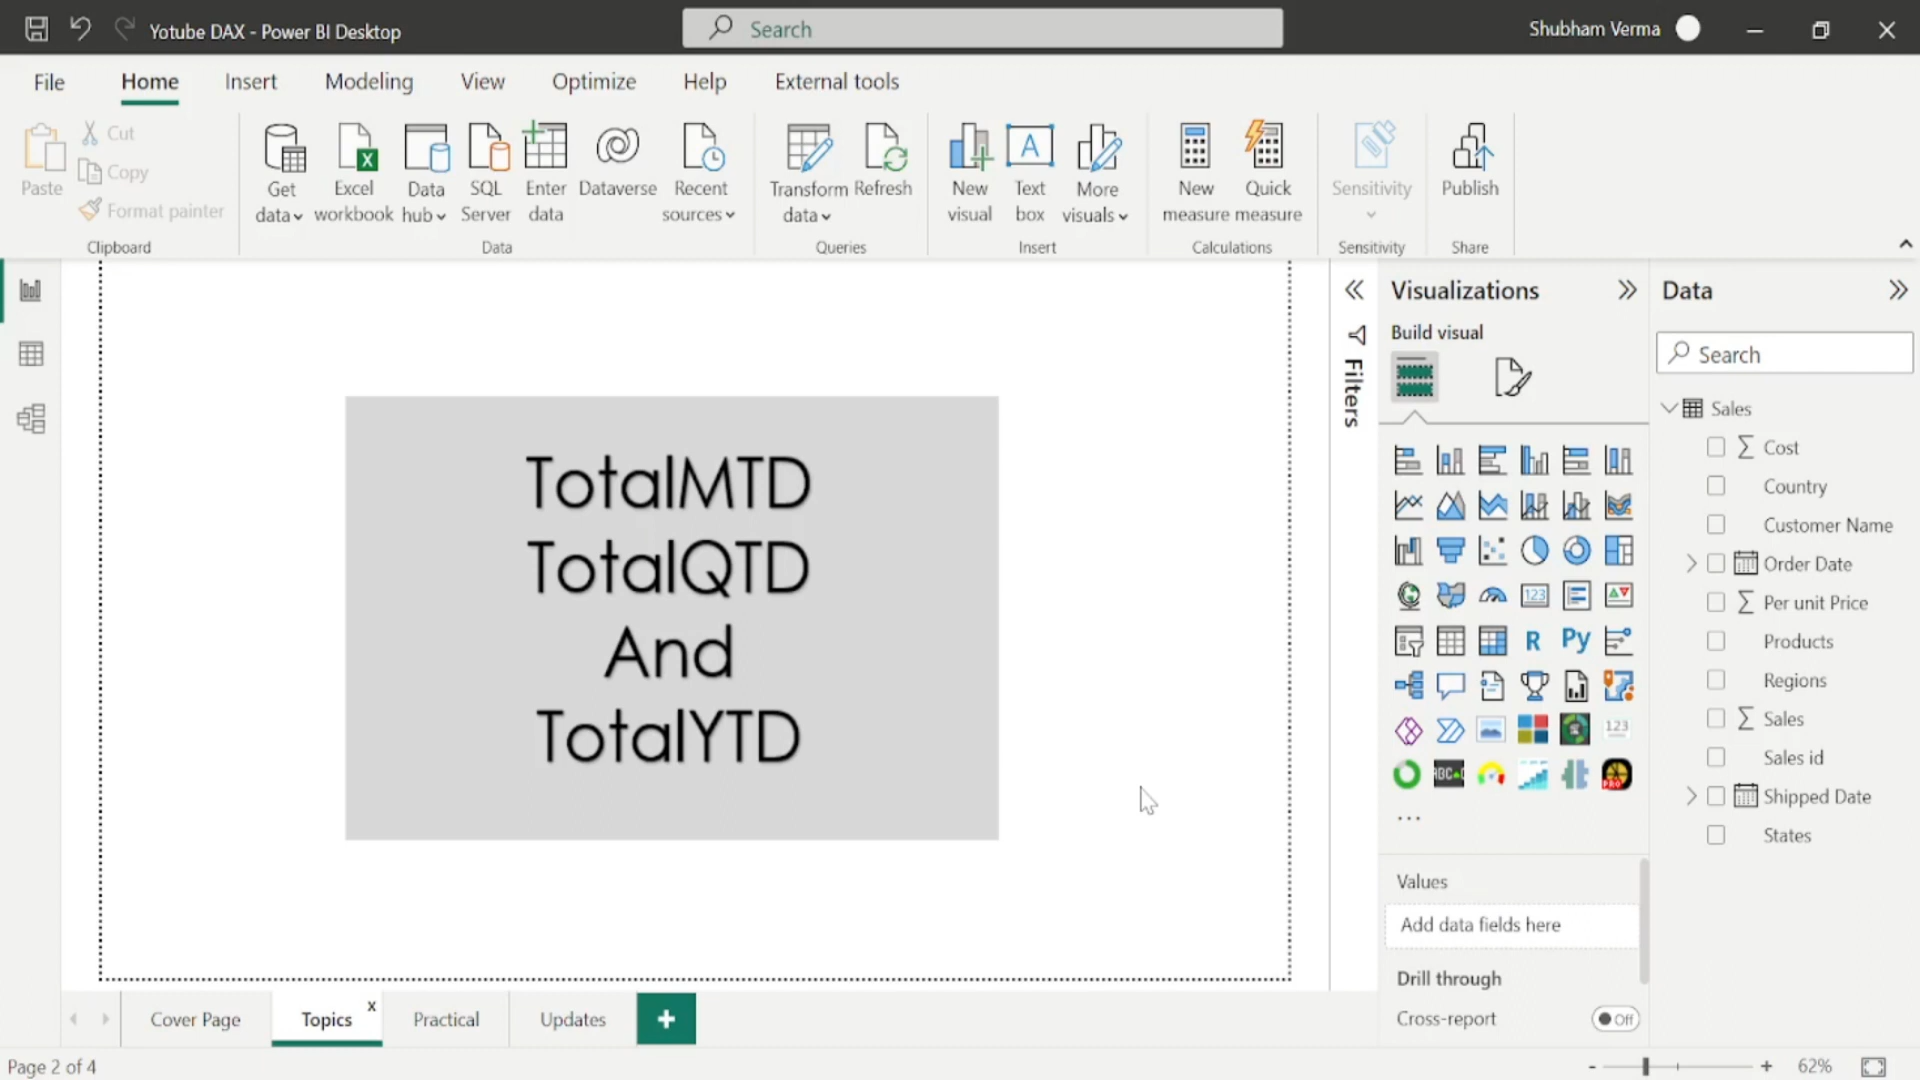 Yotube DAX - Power BI Desktop
Search
Shubham Verma
File Home Insert Modeling View Optimize Help External tools
Paste
Cut
Copy
Format painter
Clipboard
Get data
Excel workbook
Data hub
SQL Server
Enter data
Dataverse
Recent sources
Data
Transform data
Refresh
Queries
New visual
Text box
More visuals
Insert
New measure
Quick measure
Calculations
Sensitivity
Sensitivity
Publish
Share
TotalMTD
TotalQTD
And
TotalYTD
Filters
Visualizations
Build visual
R
Py
123
123
Values
Add data fields here
Drill through
Cross-report
Off
Data
Search
Sales
Cost
Country
Customer Name
Order Date
Per unit Price
Products
Regions
Sales
Sales id
Shipped Date
States
Cover Page
Topics x
Practical
Updates
+
Page 2 of 4
- + 62%